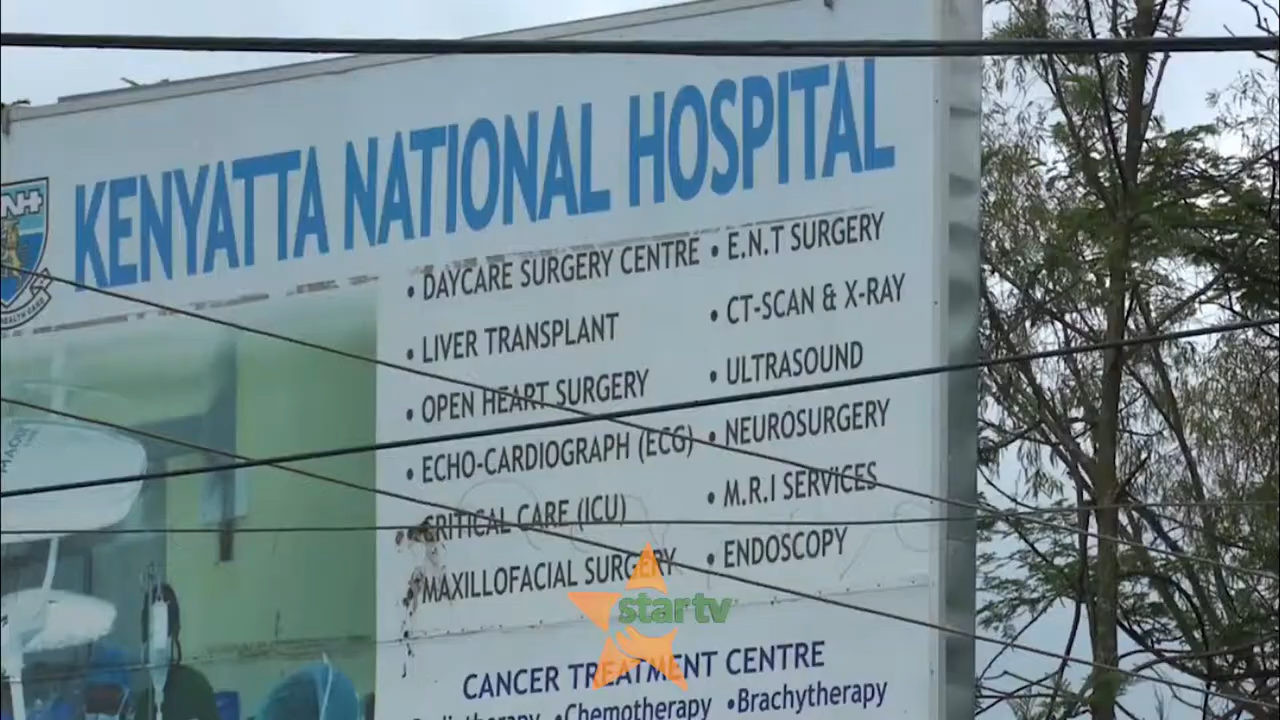 KENYATTA NATIONAL HOSPITAL
• DAYCARE SURGERY CENTRE
• LIVER TRANSPLANT
• OPEN HEART SURGERY
• ECHO-CARDIOGRAPH (ECG)
• CRITICAL CARE (ICU)
• MAXILLOFACIAL SURGERY
• E.N.T SURGERY
• CT-SCAN & X-RAY
• ULTRASOUND
• NEUROSURGERY
• M.R.I SERVICES
• ENDOSCOPY
startv
CANCER TREATMENT CENTRE
•Chemotherapy •Brachytherapy